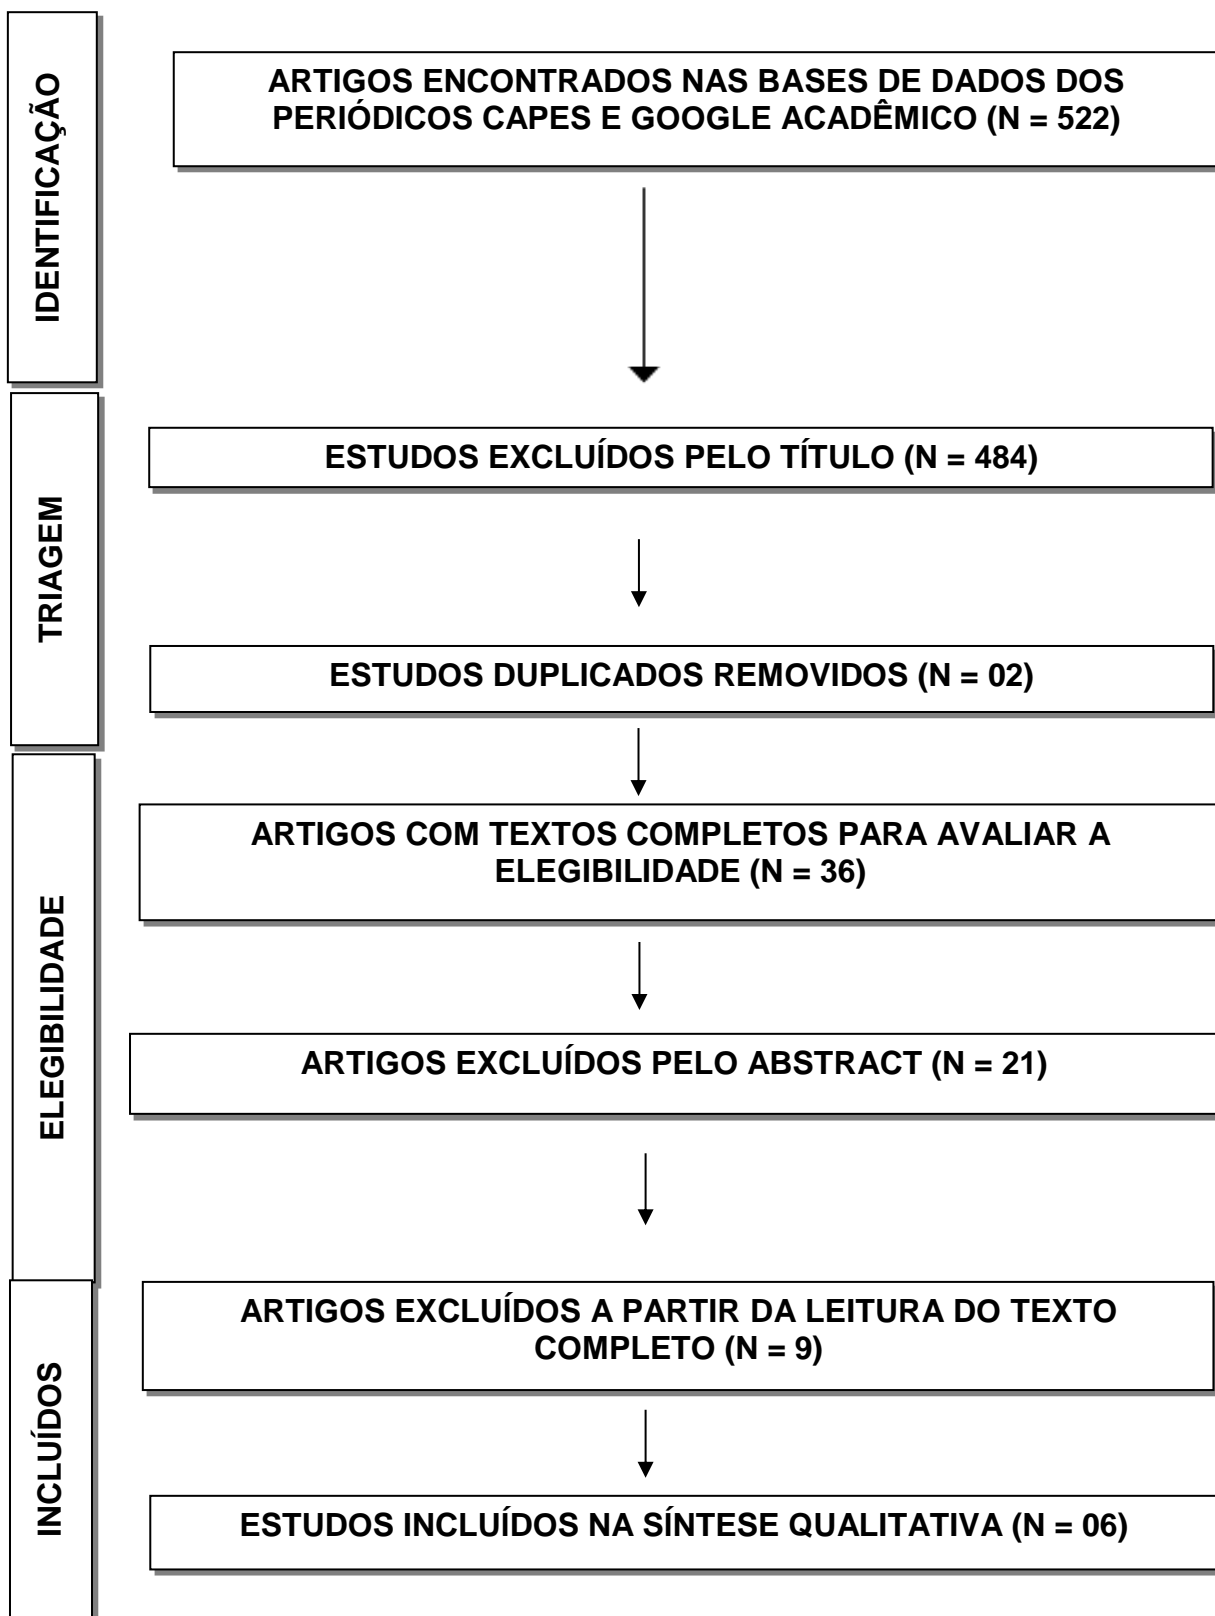 IDENTIFICAÇÃO
ARTIGOS ENCONTRADOS NAS BASES DE DADOS DOS
PERIÓDICOS CAPES E GOOGLE ACADÊMICO (N = 522)
TRIAGEM
ESTUDOS EXCLUÍDOS PELO TÍTULO (N = 484)
ESTUDOS DUPLICADOS REMOVIDOS (N = 02)
ELEGIBILIDADE
ARTIGOS COM TEXTOS COMPLETOS PARA AVALIAR A
ELEGIBILIDADE (N = 36)
ARTIGOS EXCLUÍDOS PELO ABSTRACT (N = 21)
INCLUÍDOS
ARTIGOS EXCLUÍDOS A PARTIR DA LEITURA DO TEXTO
COMPLETO (N = 9)
ESTUDOS INCLUÍDOS NA SÍNTESE QUALITATIVA (N = 06)